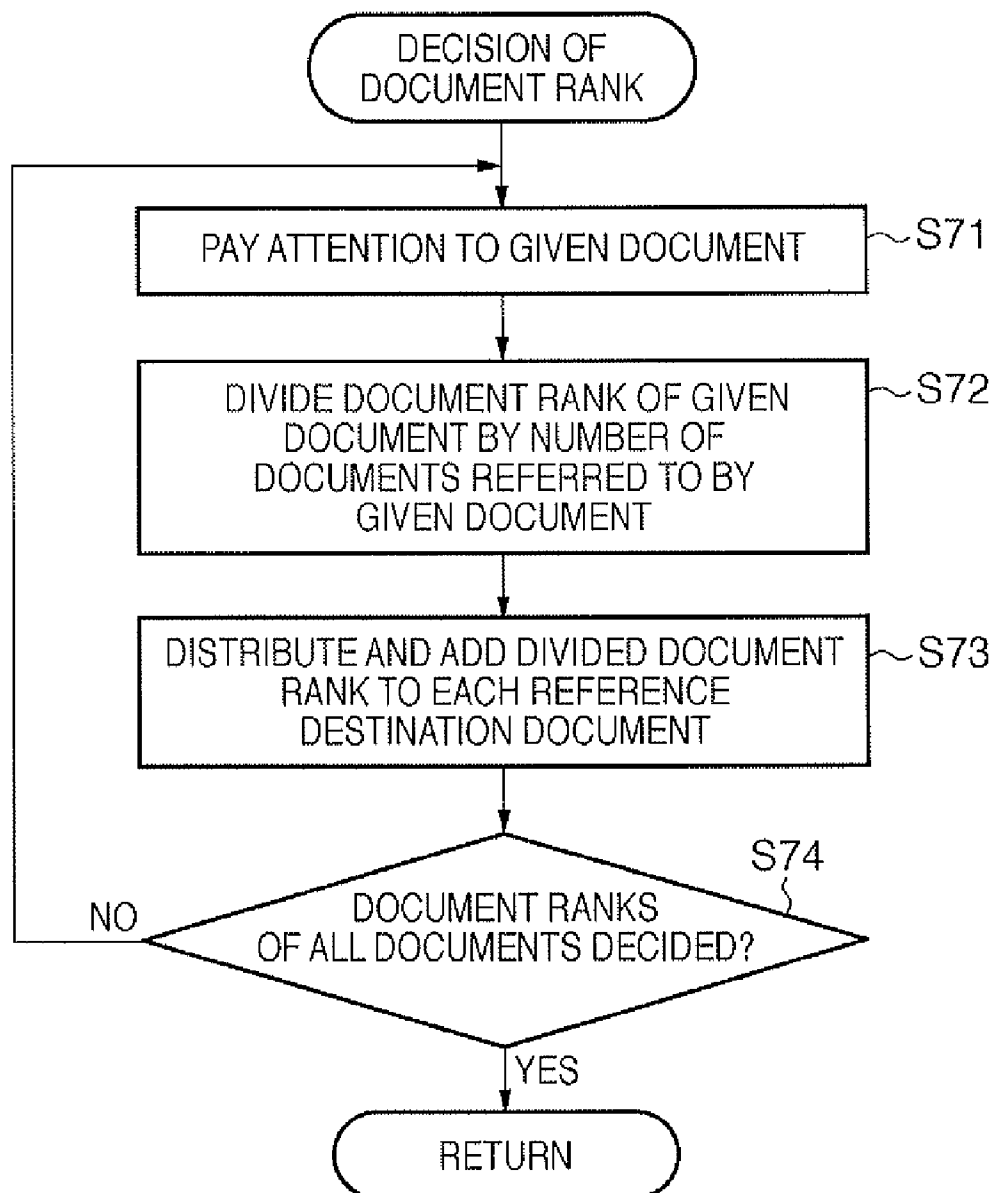 DECISION OF
DOCUMENT RANK
PAY ATTENTION TO GIVEN DOCUMENT
S71
DIVIDE DOCUMENT RANK OF GIVEN
DOCUMENT BY NUMBER OF
DOCUMENTS REFERRED TO BY
GIVEN DOCUMENT
S72
DISTRIBUTE AND ADD DIVIDED DOCUMENT
RANK TO EACH REFERENCE
DESTINATION DOCUMENT
S73
S74
NO
DOCUMENT RANKS
OF ALL DOCUMENTS DECIDED?
YES
RETURN